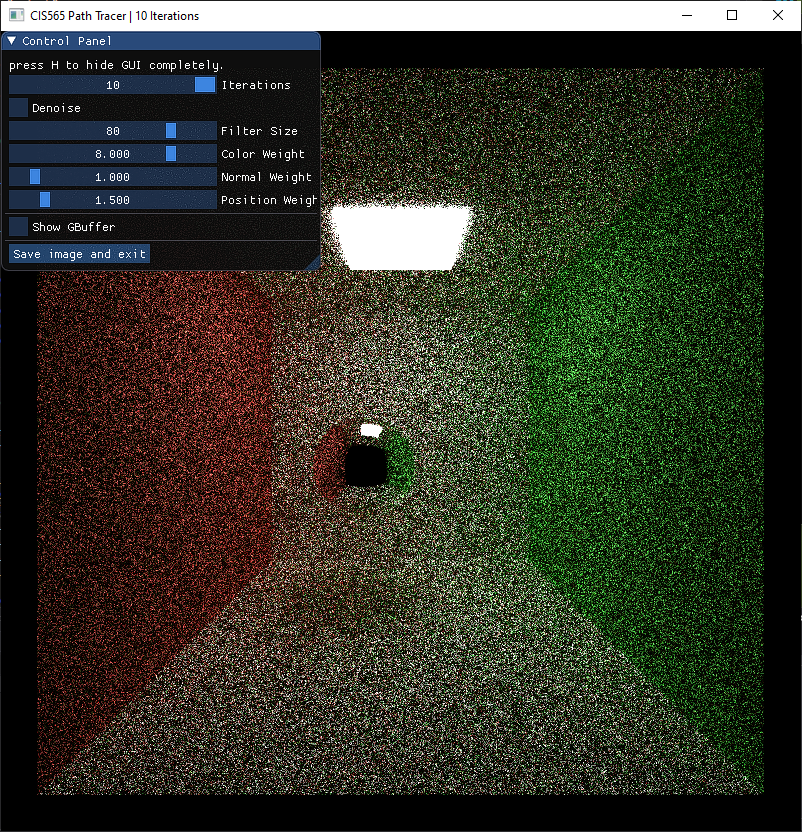 CIS565 Path Tracer | 10 Iterations
Control Panel
press H to hide GUI completely.
10 Iterations
Denoise
80 Filter Size
8.000 Color Weight
1.000 Normal Weight
1.500 Position Weigh
Show GBuffer
Save image and exit